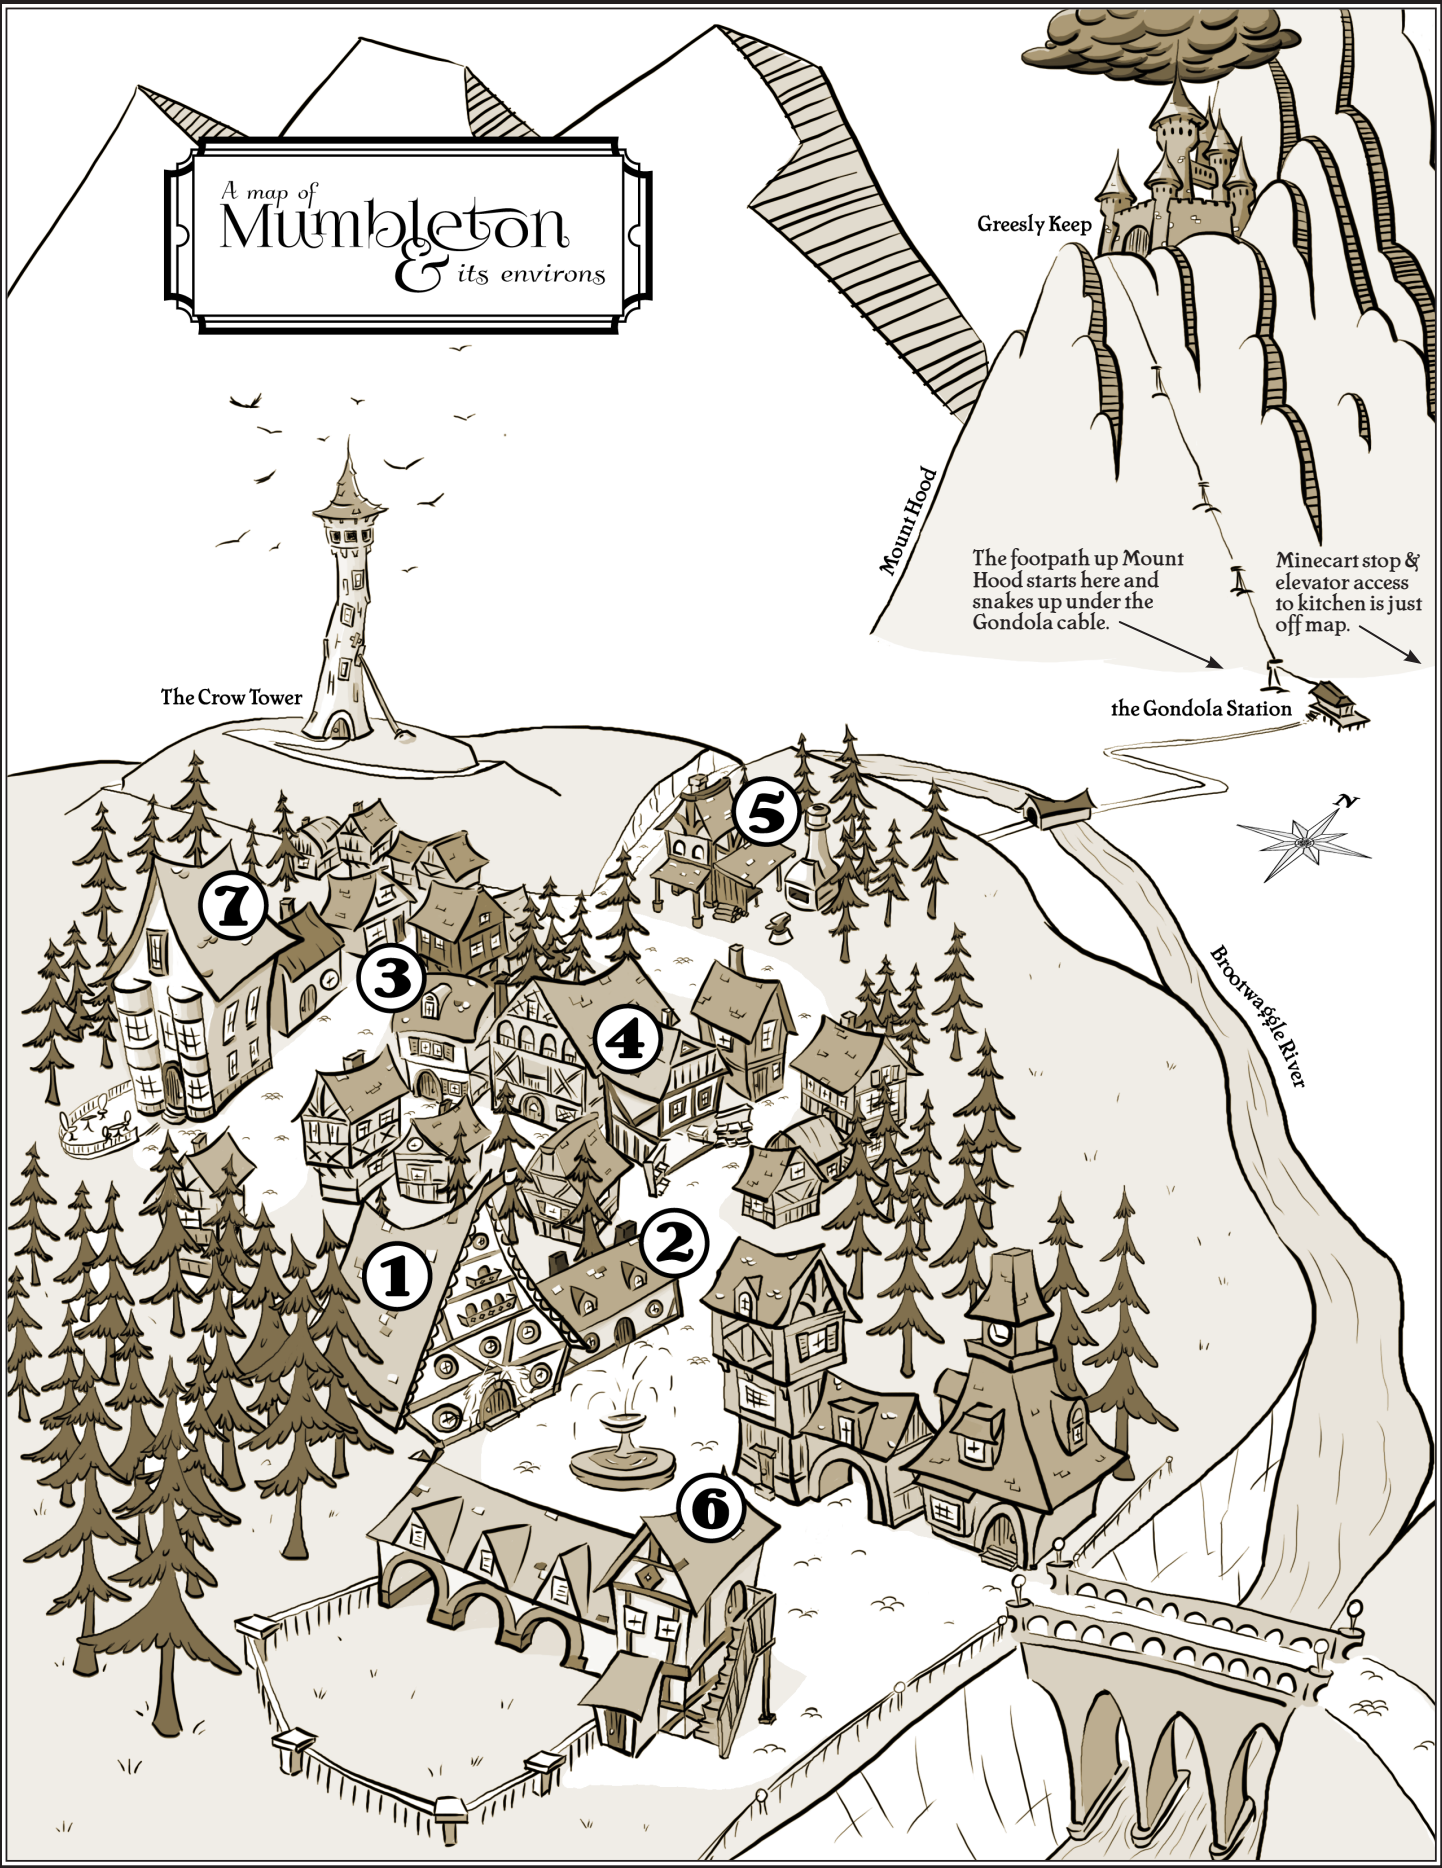 A map of
Mumbleton
& its environs
Greesly Keep
Mount Hood
The footpath up Mount
Hood starts here and
snakes up under the
Gondola cable.
Minecart stop &
elevator access
to kitchen is just
off map.
The Crow Tower
the Gondola Station
N
Brootwaggle River
5
7
3
4
2
1
6